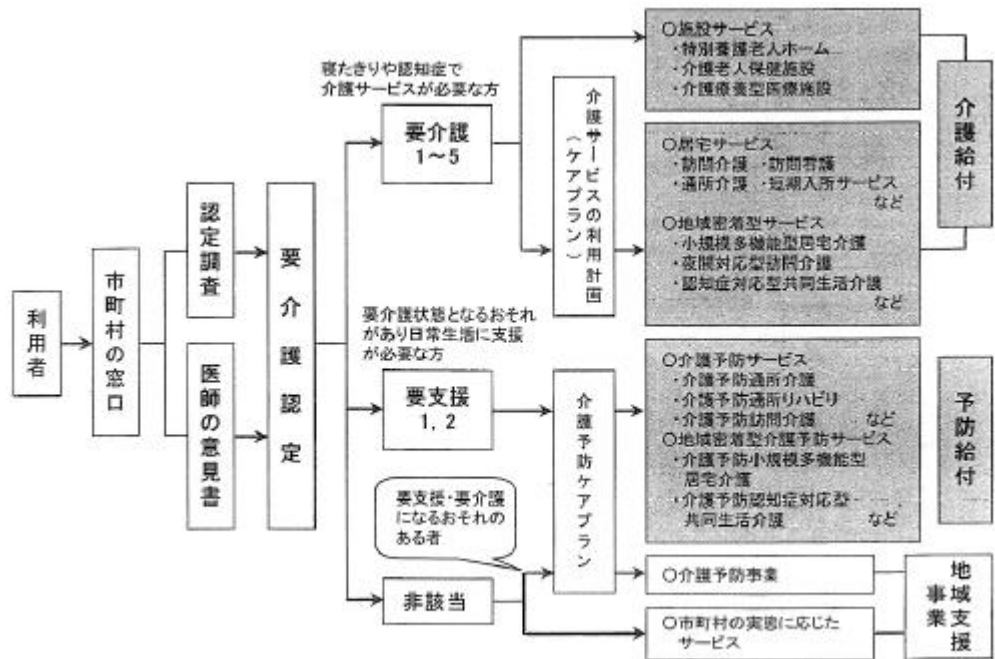 利用者
市町村の窓口
認定調査
医師の意見書
要介護認定
寝たきりや認知症で
介護サービスが必要な方
要介護
1～5
要介護状態となるおそれ
があり日常生活に支援
が必要な方
要支援
1, 2
要支援・要介護
になるおそれの
ある者
非該当
介護サービスの利用計画
（ケアプラン）
介護予防ケアプラン
○施設サービス
・特別養護老人ホーム
・介護老人保健施設
・介護療養型医療施設
○居宅サービス
・訪問介護 ・訪問看護
・通所介護 ・短期入所サービス
など
○地域密着型サービス
・小規模多機能型居宅介護
・夜間対応型訪問介護
・認知症対応型共同生活介護
など
介護給付
○介護予防サービス
・介護予防通所介護
・介護予防通所リハビリ
・介護予防訪問介護 など
○地域密着型介護予防サービス
・介護予防小規模多機能型
居宅介護
・介護予防認知症対応型
共同生活介護 など
予防給付
○介護予防事業
○市町村の実態に応じた
サービス
地域支援
事業